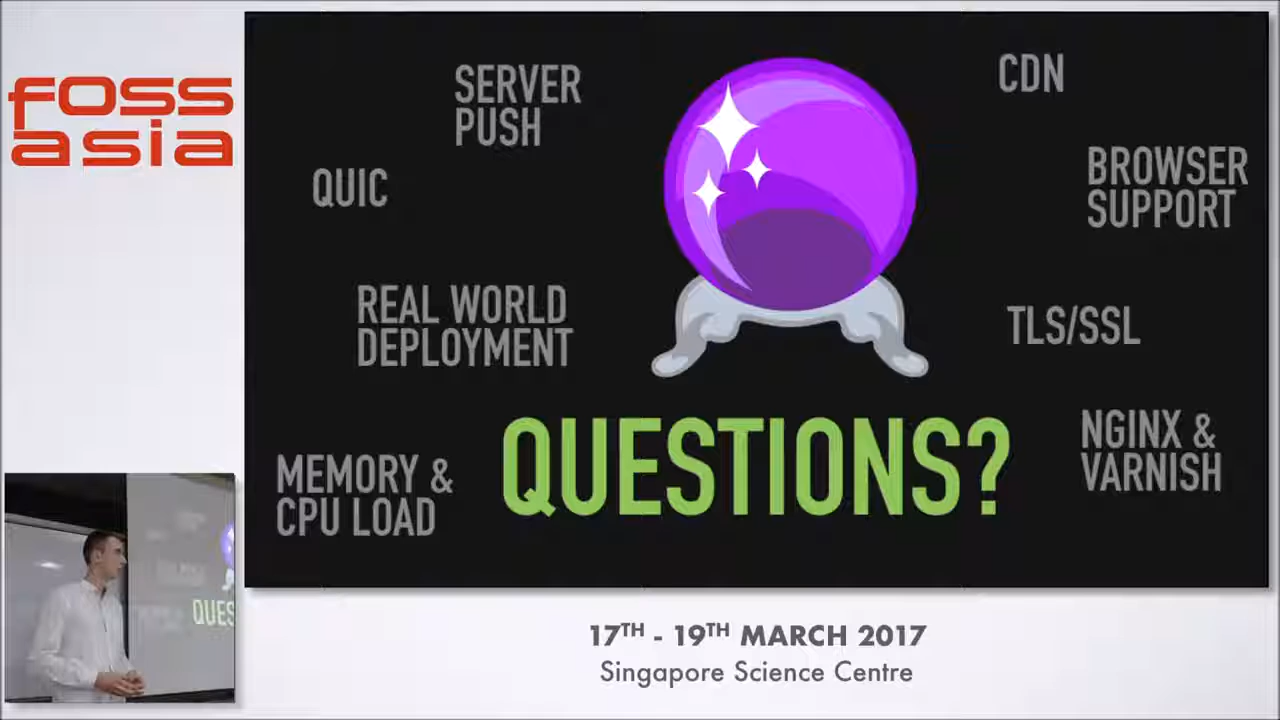 foss
asia
SERVER
PUSH
CDN
QUIC
BROWSER
SUPPORT
REAL WORLD
DEPLOYMENT
TLS/SSL
MEMORY &
CPU LOAD
QUESTIONS?
NGINX &
VARNISH
QUES
17TH - 19TH MARCH 2017
Singapore Science Centre